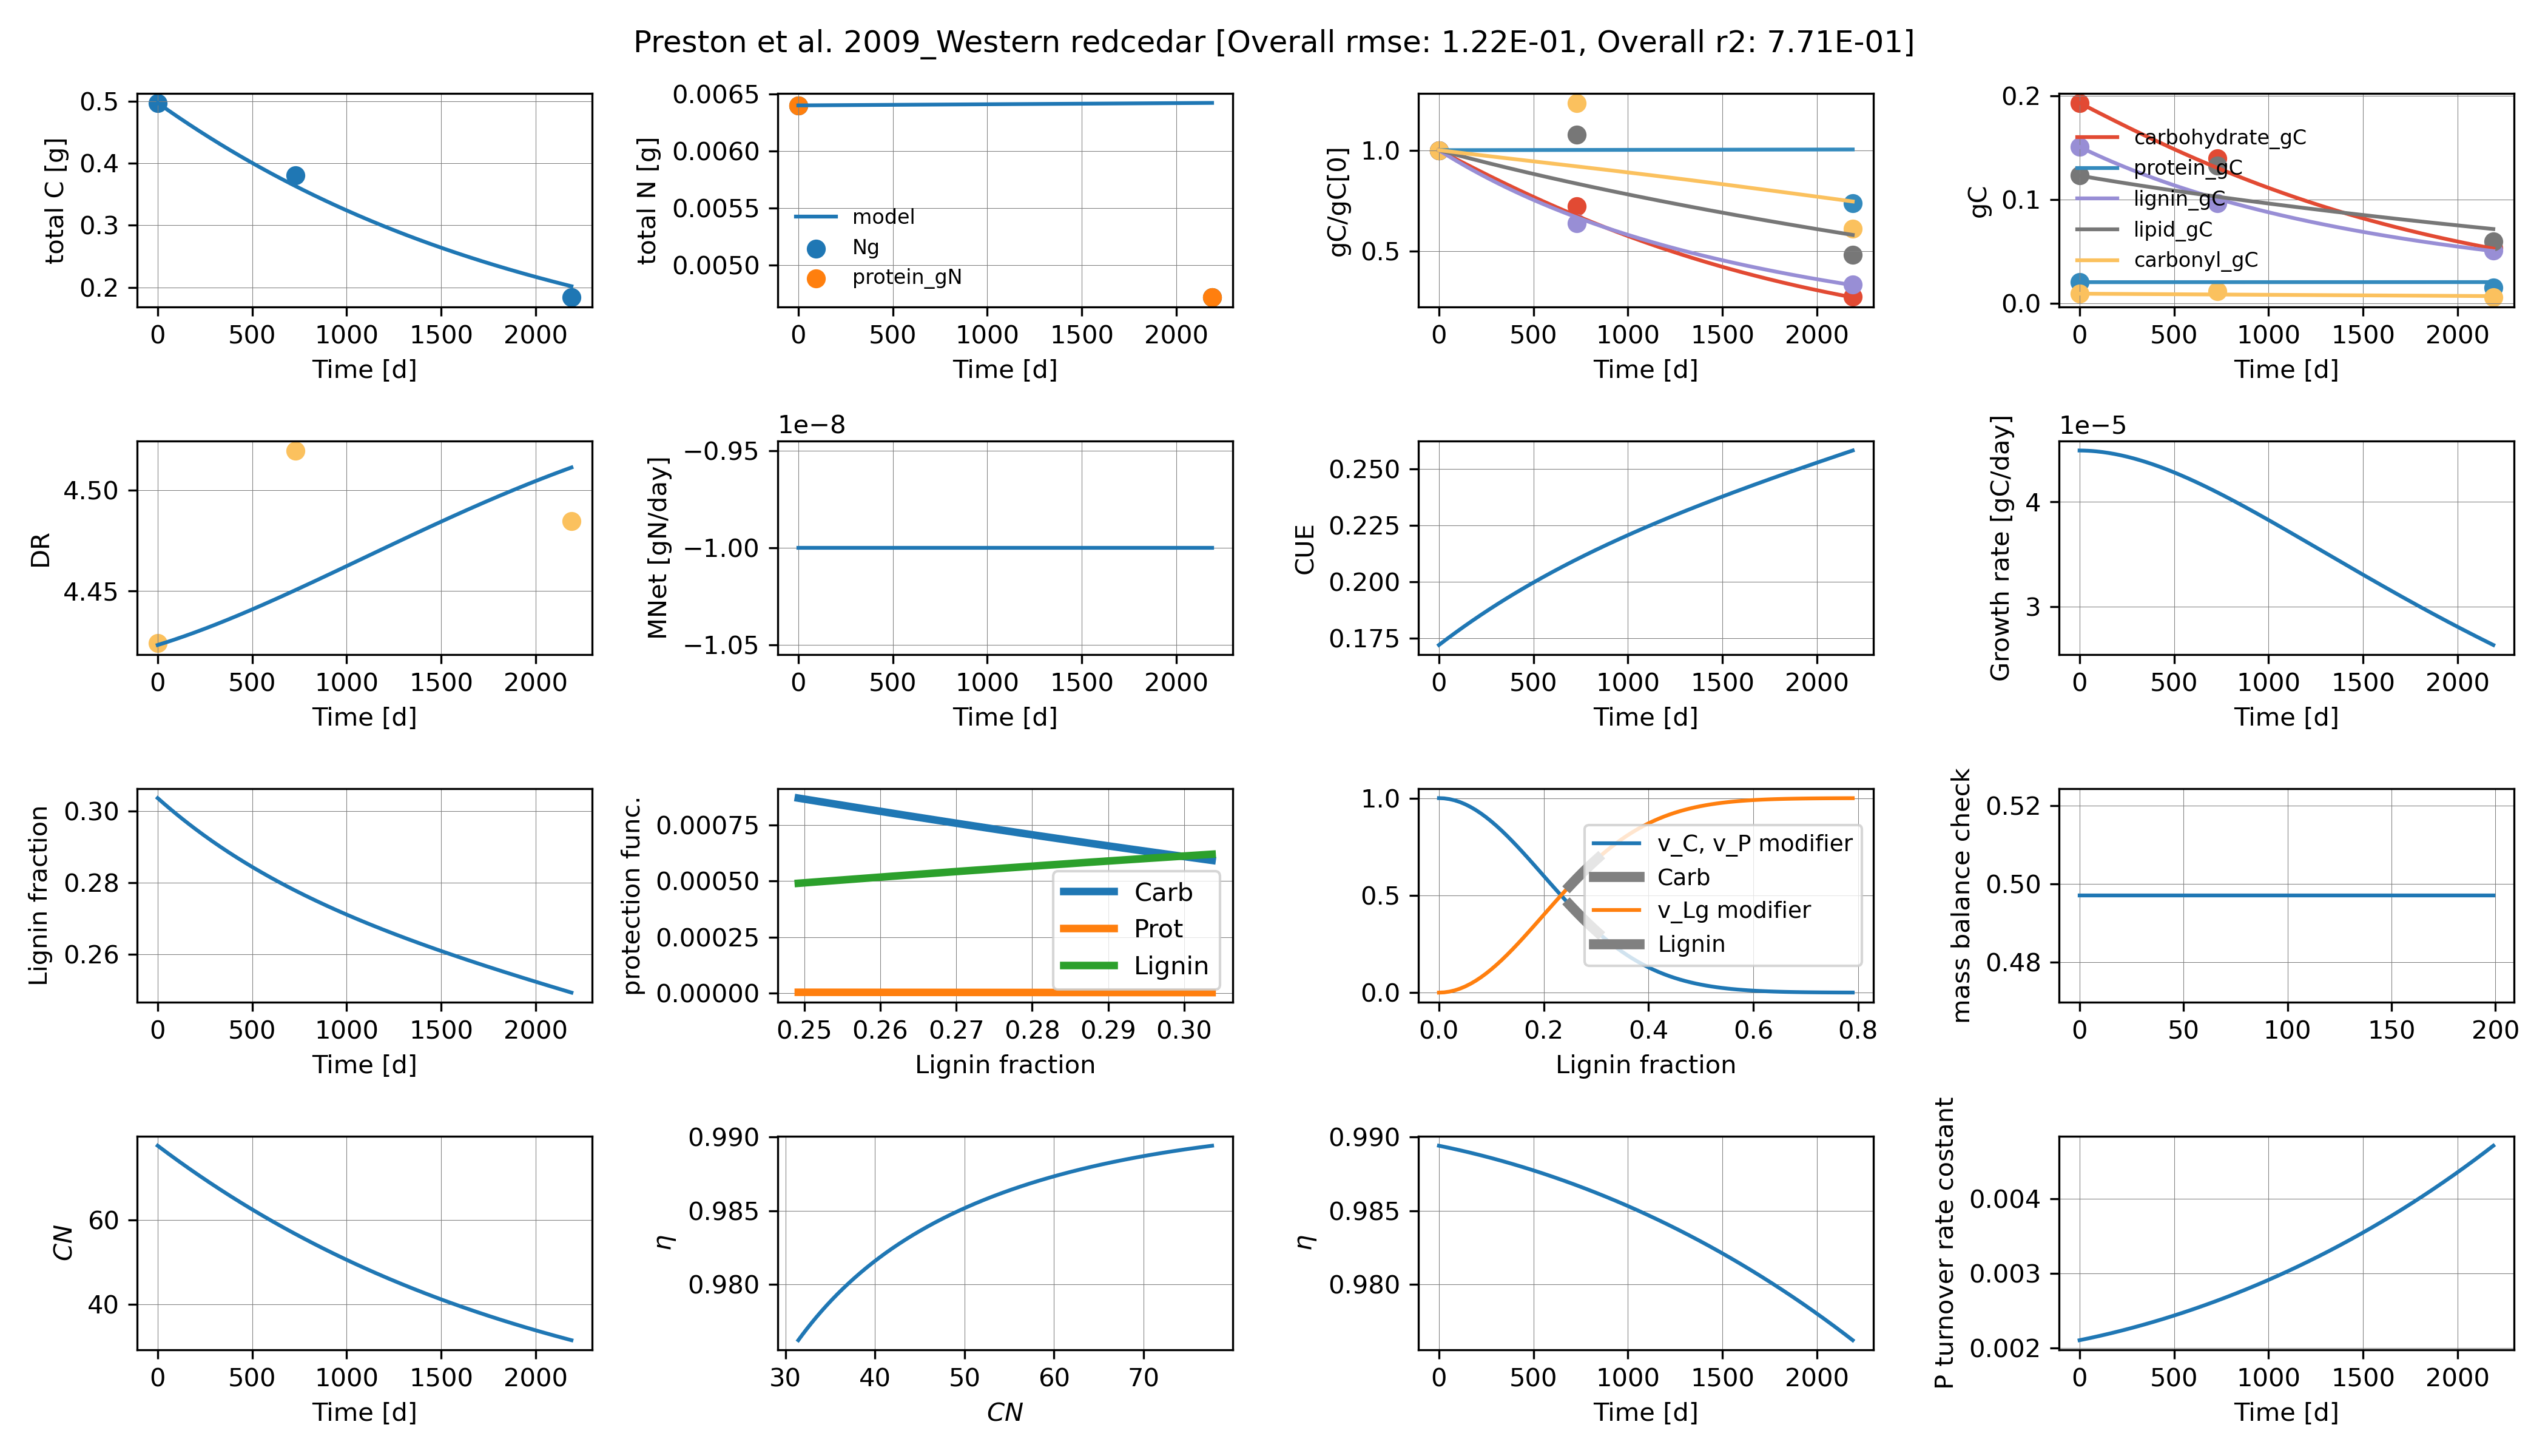 Preston et al. 2009_Western redcedar [Overall rmse: 1.22E-01, Overall r2: 7.71E-01]
total C [g]
0.5
0.4
0.3
0.2
0 500 1000 1500 2000
Time [d]
total N [g]
0.0065
0.0060
0.0055
0.0050
model
Ng
protein_gN
0 500 1000 1500 2000
Time [d]
gC/gC[0]
1.0
0.5
0 500 1000 1500 2000
Time [d]
gC
0.2
0.1
0.0
carbohydrate_gC
protein_gC
lignin_gC
lipid_gC
carbonyl_gC
0 500 1000 1500 2000
Time [d]
DR
4.50
4.45
0 500 1000 1500 2000
Time [d]
1e−8
MNet [gN/day]
−0.95
−1.00
−1.05
0 500 1000 1500 2000
Time [d]
CUE
0.250
0.225
0.200
0.175
0 500 1000 1500 2000
Time [d]
1e−5
Growth rate [gC/day]
4
3
0 500 1000 1500 2000
Time [d]
Lignin fraction
0.30
0.28
0.26
0 500 1000 1500 2000
Time [d]
protection func.
0.00075
0.00050
0.00025
0.00000
Carb
Prot
Lignin
0.25 0.26 0.27 0.28 0.29 0.30
Lignin fraction
1.0
0.5
0.0
v_C, v_P modifier
Carb
v_Lg modifier
Lignin
0.0 0.2 0.4 0.6 0.8
Lignin fraction
mass balance check
0.52
0.50
0.48
0 50 100 150 200
CN
60
40
0 500 1000 1500 2000
Time [d]
η
0.990
0.985
0.980
30 40 50 60 70
CN
η
0.990
0.985
0.980
0 500 1000 1500 2000
Time [d]
P turnover rate costant
0.004
0.003
0.002
0 500 1000 1500 2000
Time [d]